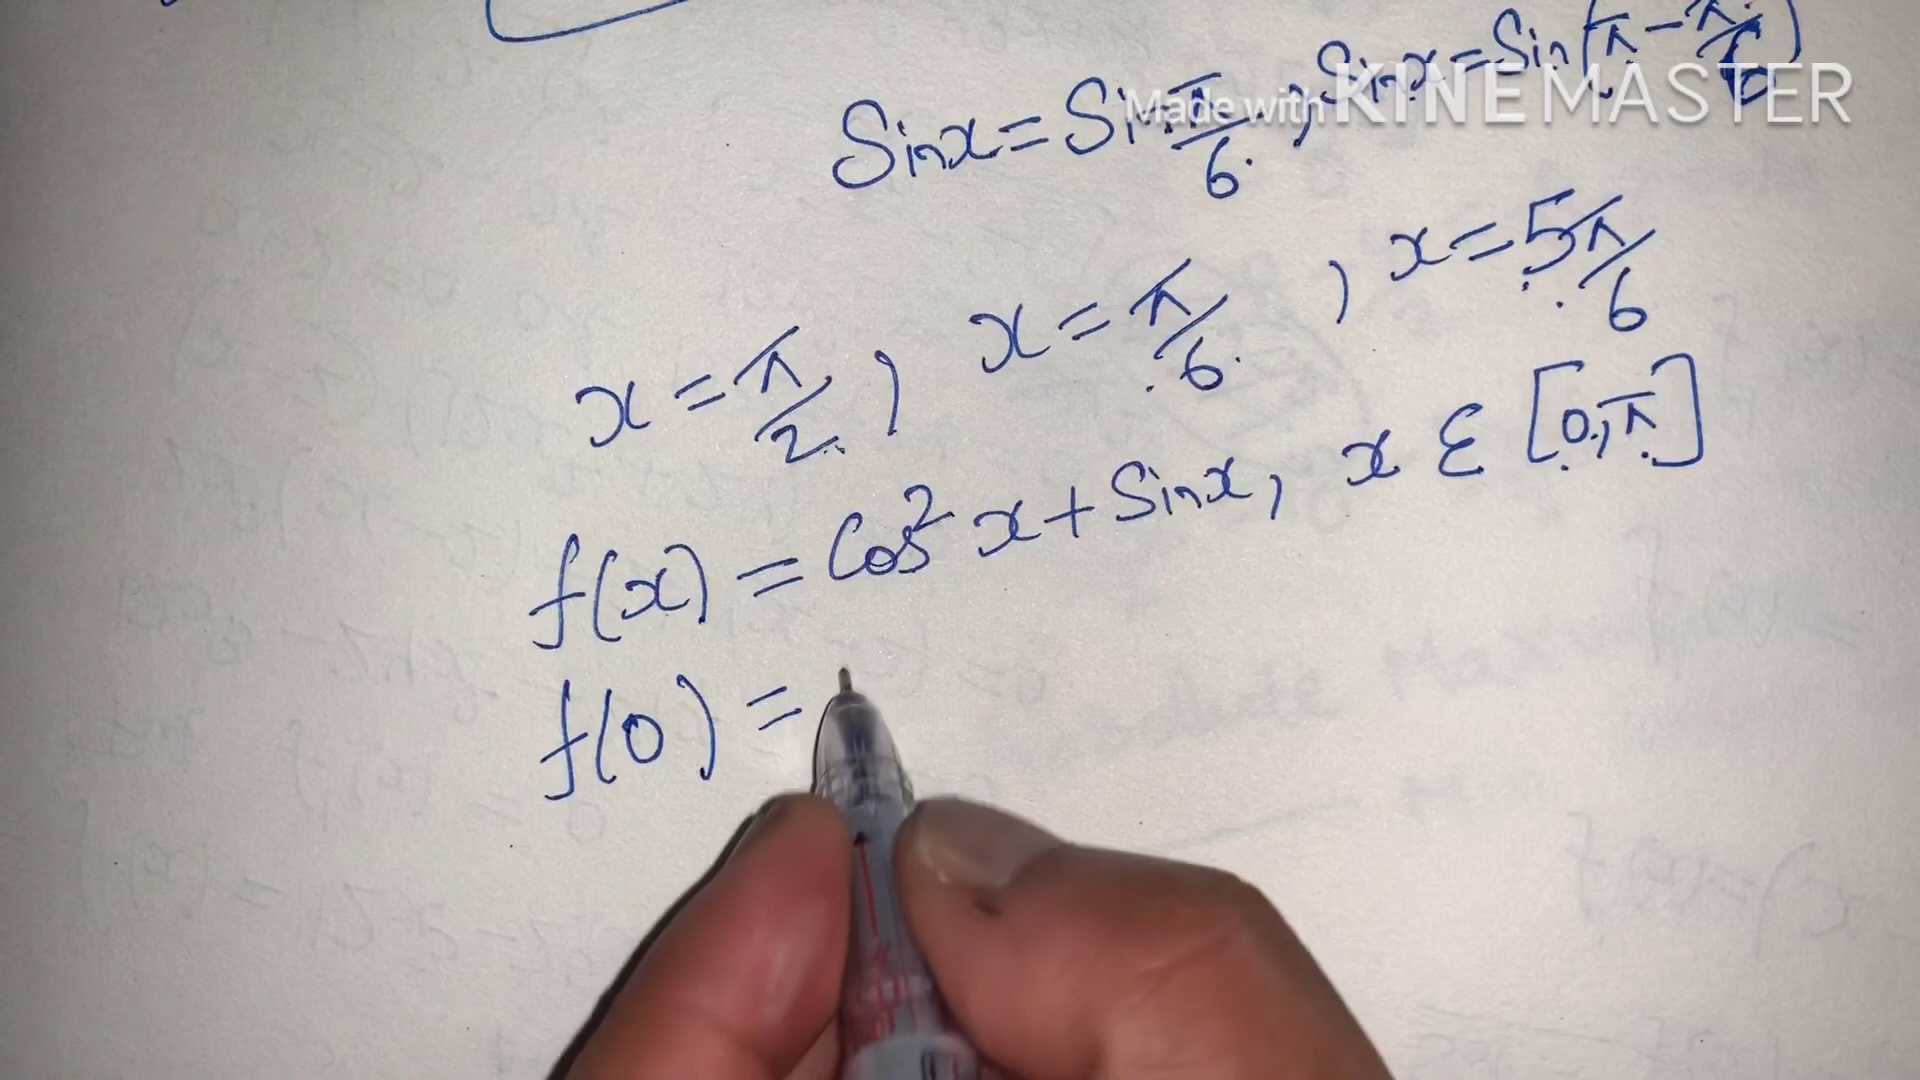 Sinx = Sin π/6, Sinx = Sin(π - π/6)
Made with KINEMASTER
x = π/2, x = π/6, x = 5π/6
f(x) = Cos²x + Sinx, x ε [0, π]
f(0) =